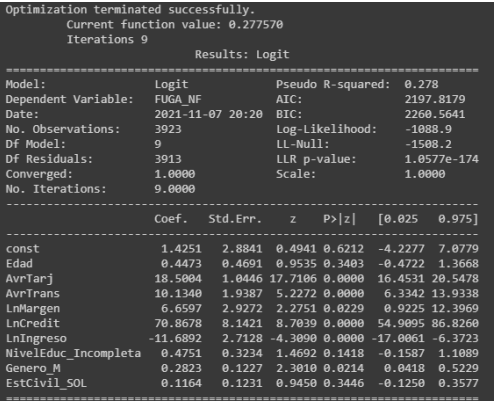 Optimization terminated successfully.
Current function value: 0.277570
Iterations 9
Results: Logit
=================================================================
Model: Logit Pseudo R-squared: 0.278
Dependent Variable: FUGA_NF AIC: 2197.8179
Date: 2021-11-07 20:20 BIC: 2260.5641
No. Observations: 3923 Log-Likelihood: -1088.9
Df Model: 9 LL-Null: -1508.2
Df Residuals: 3913 LLR p-value: 1.0577e-174
Converged: 1.0000 Scale: 1.0000
No. Iterations: 9.0000
-----------------------------------------------------------------
Coef. Std.Err. z P>|z| [0.025 0.975]
-----------------------------------------------------------------
const 1.4251 2.8841 0.4941 0.6212 -4.2277 7.0779
Edad 0.4473 0.4691 0.9535 0.3403 -0.4722 1.3668
AvrTarj 18.5004 1.0446 17.7106 0.0000 16.4531 20.5478
AvrTrans 10.1340 1.9387 5.2272 0.0000 6.3342 13.9338
LnMargen 6.6597 2.9272 2.2751 0.0229 0.9225 12.3969
LnCredit 70.8678 8.1421 8.7039 0.0000 54.9095 86.8260
LnIngreso -11.6892 2.7128 -4.3090 0.0000 -17.0061 -6.3723
NivelEduc_Incompleta 0.4751 0.3234 1.4692 0.1418 -0.1587 1.1089
Genero_M 0.2823 0.1227 2.3010 0.0214 0.0418 0.5229
EstCivil_SOL 0.1164 0.1231 0.9450 0.3446 -0.1250 0.3577
=================================================================